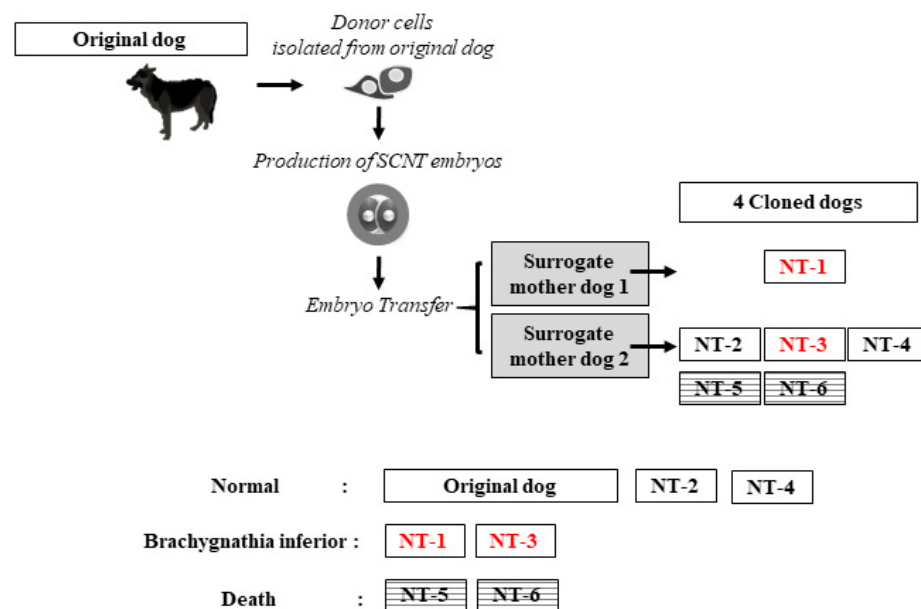 Original dog
Donor cells
isolated from original dog
Production of SCNT embryos
4 Cloned dogs
Surrogate
mother dog 1
NT-1
Embryo Transfer
Surrogate
mother dog 2
NT-2 NT-3 NT-4
NT-5 NT-6
Normal : Original dog NT-2 NT-4
Brachygnathia inferior : NT-1 NT-3
Death : NT-5 NT-6